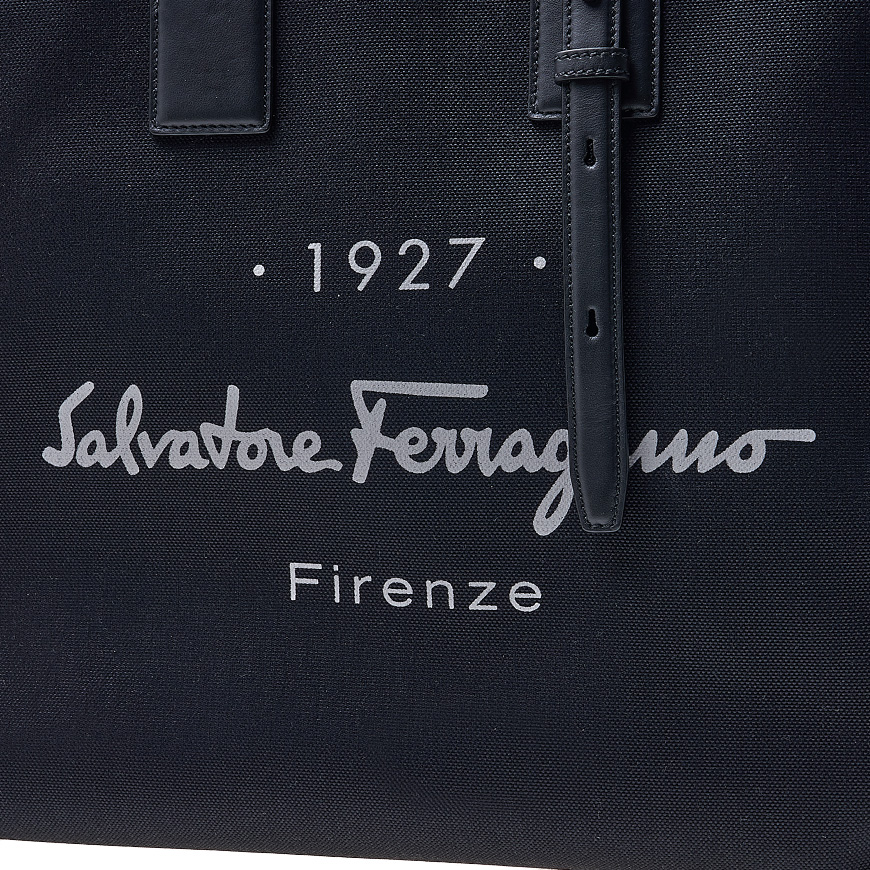 · 1927 ·
Salvatore Ferragamo
Firenze